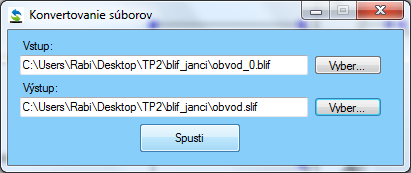 Konvertovanie súborov
Vstup:
C:\Users\Rabi\Desktop\TP2\blif_janci\obvod_0.blif Vyber...
Výstup:
C:\Users\Rabi\Desktop\TP2\blif_janci\obvod.slif Vyber...
Spusti